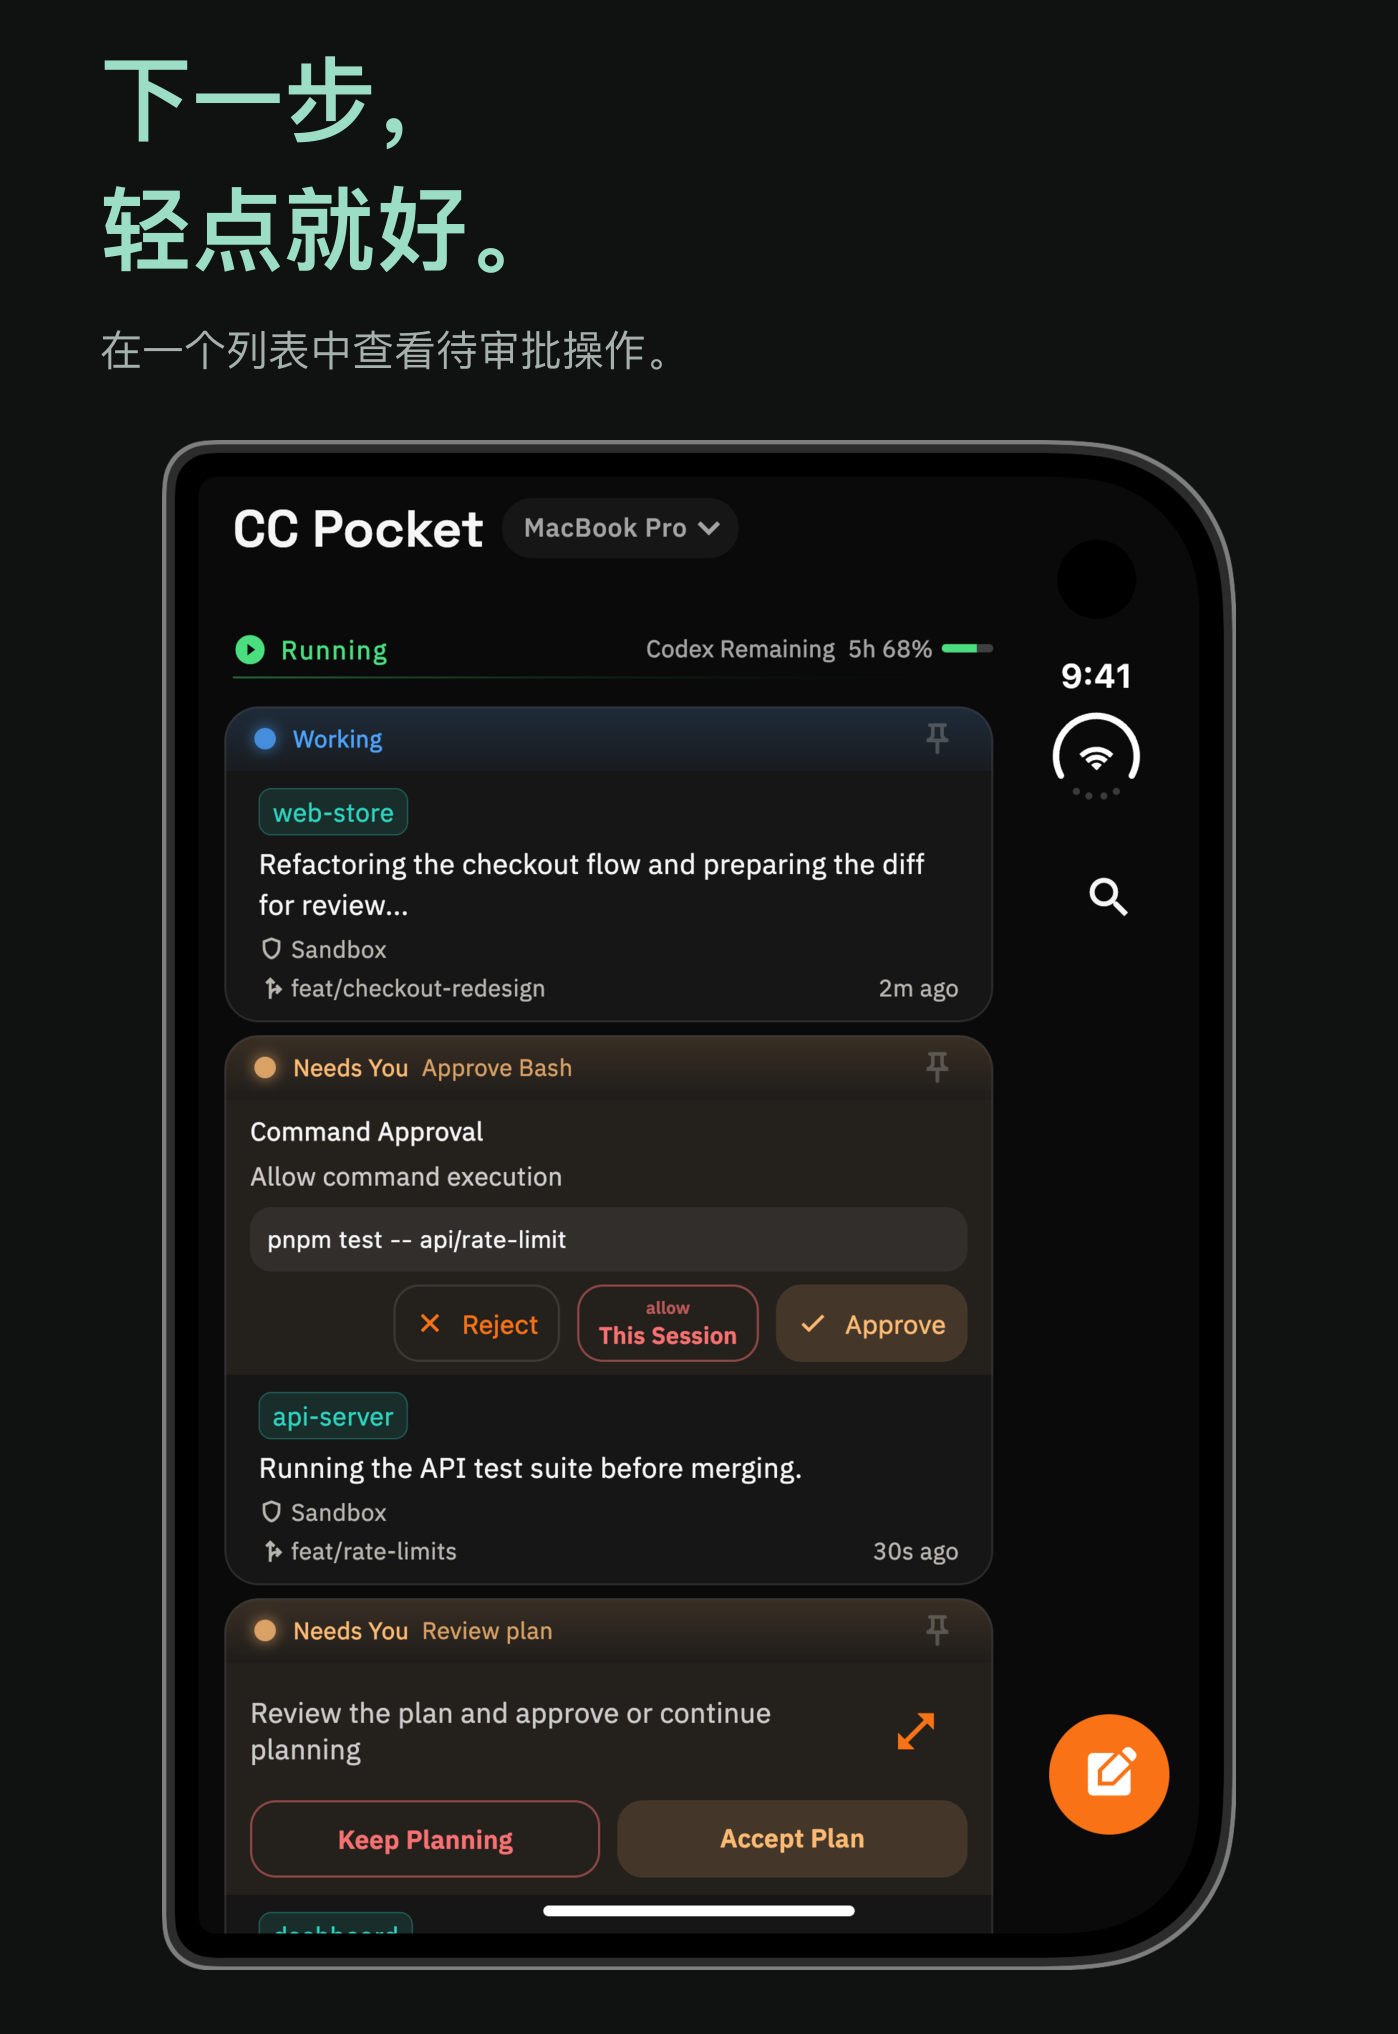 下一步，
轻点就好。
在一个列表中查看待审批操作。
CC Pocket
MacBook Pro
Running
Codex Remaining 5h 68%
9:41
Working
web-store
Refactoring the checkout flow and preparing the diff
for review...
Sandbox
feat/checkout-redesign
2m ago
Needs You Approve Bash
Command Approval
Allow command execution
pnpm test -- api/rate-limit
Reject
allow
This Session
Approve
api-server
Running the API test suite before merging.
Sandbox
feat/rate-limits
30s ago
Needs You Review plan
Review the plan and approve or continue
planning
Keep Planning
Accept Plan
dashboard